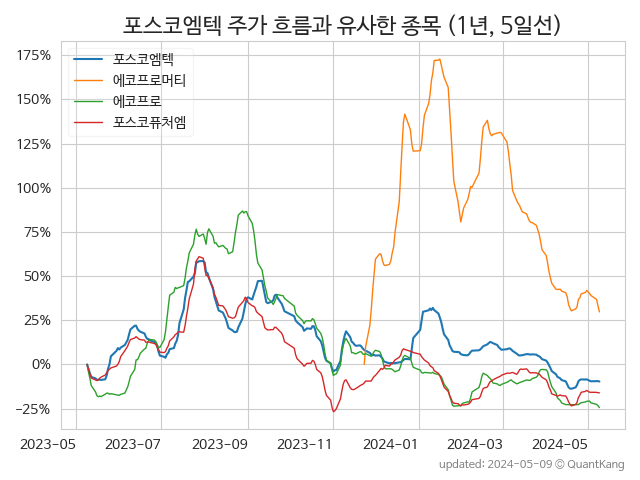 포스코엠텍 주가 흐름과 유사한 종목 (1년, 5일선)
포스코엠텍
에코프로머티
에코프로
포스코퓨처엠
175%
150%
125%
100%
75%
50%
25%
0%
−25%
2023-05
2023-07
2023-09
2023-11
2024-01
2024-03
2024-05
updated: 2024-05-09 © QuantKang